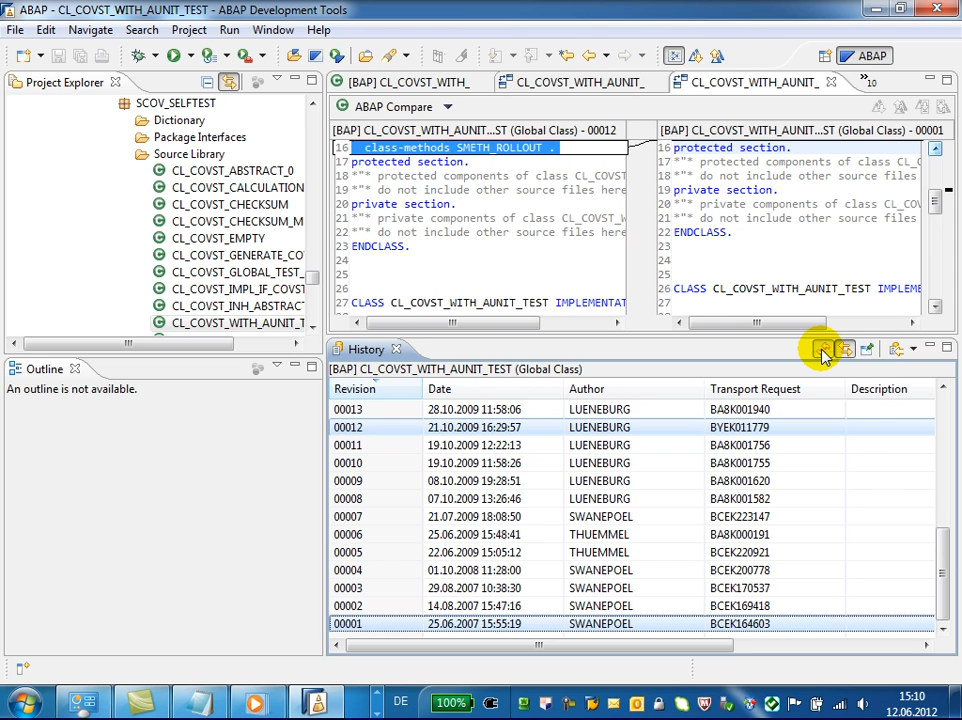 ABAP - CL_COVST_WITH_AUNIT_TEST - ABAP Development Tools
File Edit Navigate Search Project Run Window Help
ABAP
Project Explorer
SCOV_SELFTEST
Dictionary
Package Interfaces
Source Library
CL_COVST_ABSTRACT_0
CL_COVST_CALCULATION
CL_COVST_CHECKSUM
CL_COVST_CHECKSUM_M
CL_COVST_EMPTY
CL_COVST_GENERATE_CO
CL_COVST_GLOBAL_TEST_
CL_COVST_IMPL_IF_COVST
CL_COVST_INH_ABSTRACT
CL_COVST_WITH_AUNIT_T
Outline
An outline is not available.
[BAP] CL_COVST_WITH_ CL_COVST_WITH_AUNIT_ CL_COVST_WITH_AUNIT_ »10
ABAP Compare
[BAP] CL_COVST_WITH_AUNIT...ST (Global Class) - 00012
16 class-methods SMETH_ROLLOUT .
17 protected section.
18 *"* protected components of class CL_COVST
19 *"* do not include other source files here
20 private section.
21 *"* private components of class CL_COVST_W
22 *"* do not include other source files here
23 ENDCLASS.
24
25
26
27 CLASS CL_COVST_WITH_AUNIT_TEST IMPLEMENTAT
[BAP] CL_COVST_WITH_AUNIT...ST (Global Class) - 00001
16 protected section.
17 *"* protected components of class CL_C
18 *"* do not include other source files
19 private section.
20 *"* private components of class CL_COV
21 *"* do not include other source files
22 ENDCLASS.
23
24
25
26 CLASS CL_COVST_WITH_AUNIT_TEST IMPLEME
27
History
[BAP] CL_COVST_WITH_AUNIT_TEST (Global Class)
Revision Date Author Transport Request Description
00013 28.10.2009 11:58:06 LUENEBURG BA8K001940
00012 21.10.2009 16:29:57 LUENEBURG BYEK011779
00011 19.10.2009 12:22:13 LUENEBURG BA8K001756
00010 19.10.2009 11:58:26 LUENEBURG BA8K001755
00009 08.10.2009 19:28:51 LUENEBURG BA8K001620
00008 07.10.2009 13:26:46 LUENEBURG BA8K001582
00007 21.07.2009 18:08:50 SWANEPOEL BCEK223147
00006 25.06.2009 15:48:41 THUEMMEL BA8K000191
00005 22.06.2009 15:05:12 THUEMMEL BCEK220921
00004 01.10.2008 11:28:00 SWANEPOEL BCEK200778
00003 29.08.2007 10:38:30 SWANEPOEL BCEK170537
00002 14.08.2007 15:47:16 SWANEPOEL BCEK169418
00001 25.06.2007 15:55:19 SWANEPOEL BCEK164603
DE 100% 15:10
12.06.2012